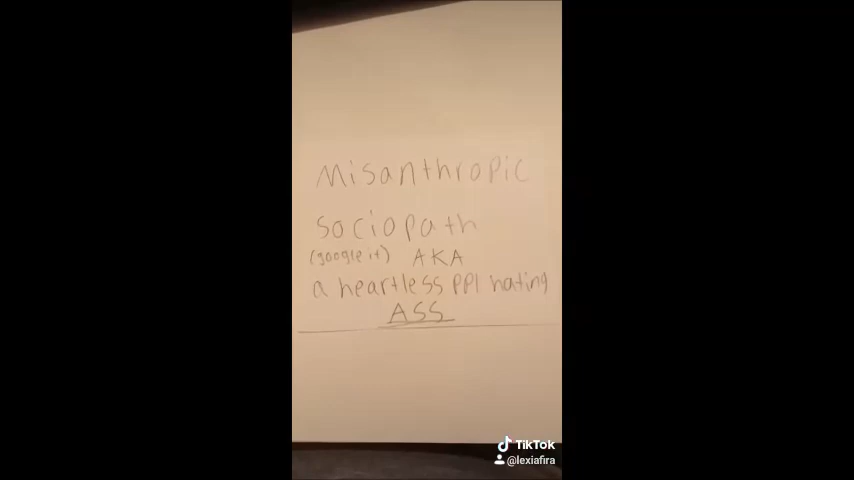 Misanthropic
sociopath
(google it) AKA
a heartless ppl hating
ASS
TikTok
@lexiafira